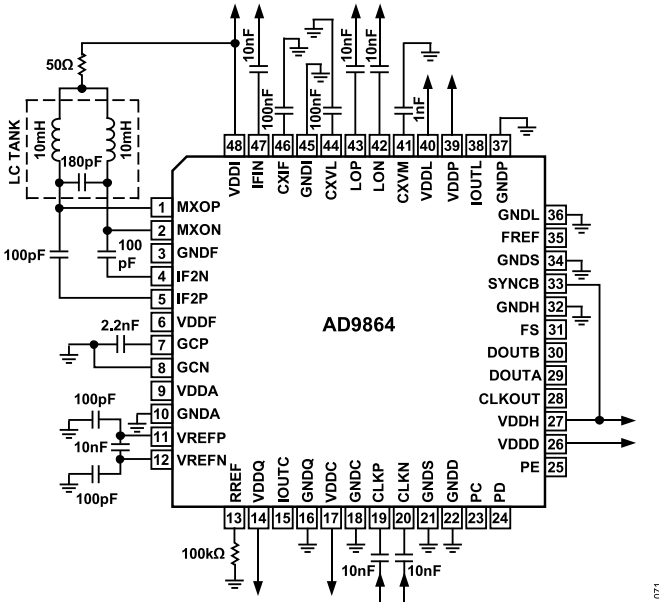 50Ω
LC TANK
10mH
10mH
180pF
100pF
100
pF
10nF
100nF
100nF
10nF
10nF
1nF
48 47 46 45 44 43 42 41 40 39 38 37
VDDI IFIN CXIF GNDI CXVL LOP LON CXVM VDDL VDDP IOUTL GNDP
1 MXOP
2 MXON
3 GNDF
4 IF2N
5 IF2P
6 VDDF
7 GCP
8 GCN
9 VDDA
10 GNDA
11 VREFP
12 VREFN
2.2nF
100pF
10nF
100pF
AD9864
GNDL 36
FREF 35
GNDS 34
SYNCB 33
GNDH 32
FS 31
DOUTB 30
DOUTA 29
CLKOUT 28
VDDH 27
VDDD 26
PE 25
RREF VDDQ IOUTC GNDQ VDDC GNDC CLKP CLKN GNDS GNDD PC PD
13 14 15 16 17 18 19 20 21 22 23 24
100kΩ
10nF
10nF
071